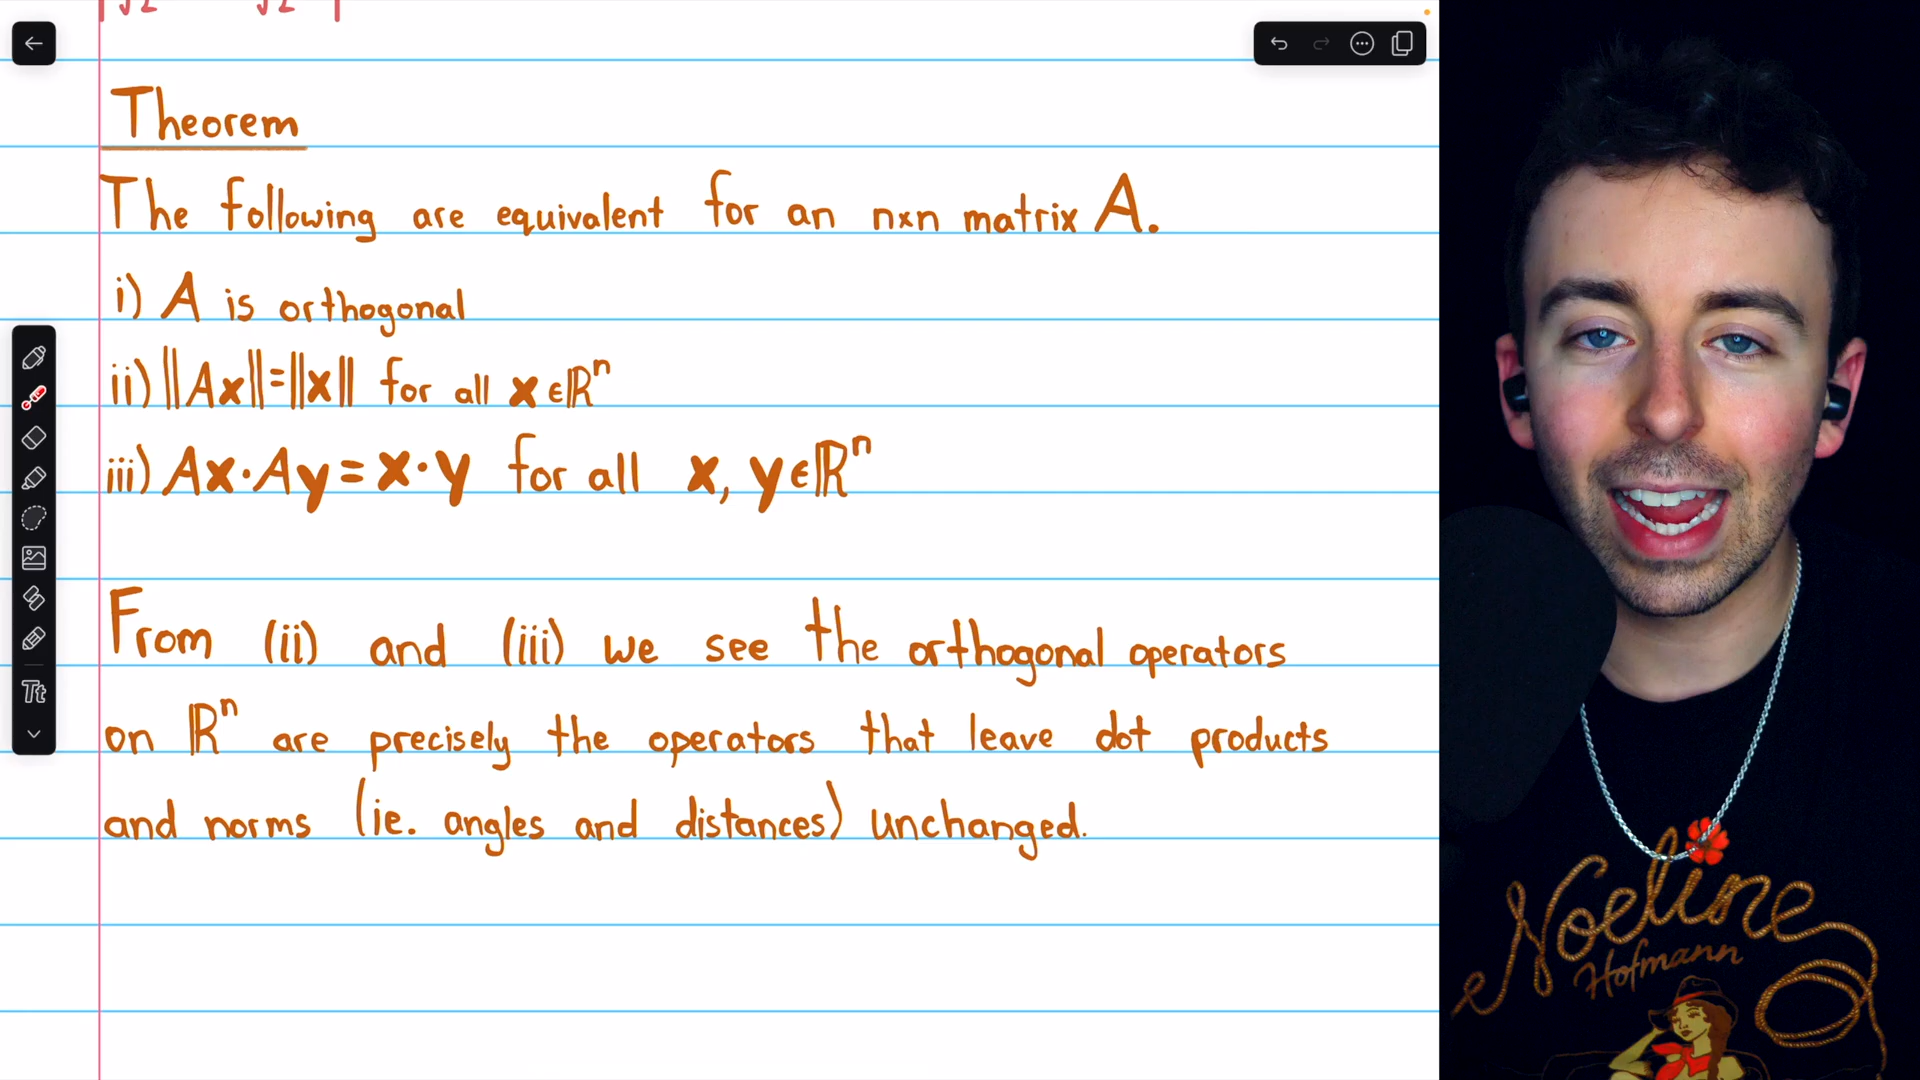 Theorem
The following are equivalent for an n×n matrix A.
i) A is orthogonal
ii) ||Ax||=||x|| for all x∈ℝⁿ
iii) Ax·Ay=x·y for all x, y∈ℝⁿ
From (ii) and (iii) we see the orthogonal operators
on ℝⁿ are precisely the operators that leave dot products
and norms (ie. angles and distances) unchanged.
Tt
Noeline
Hofmann